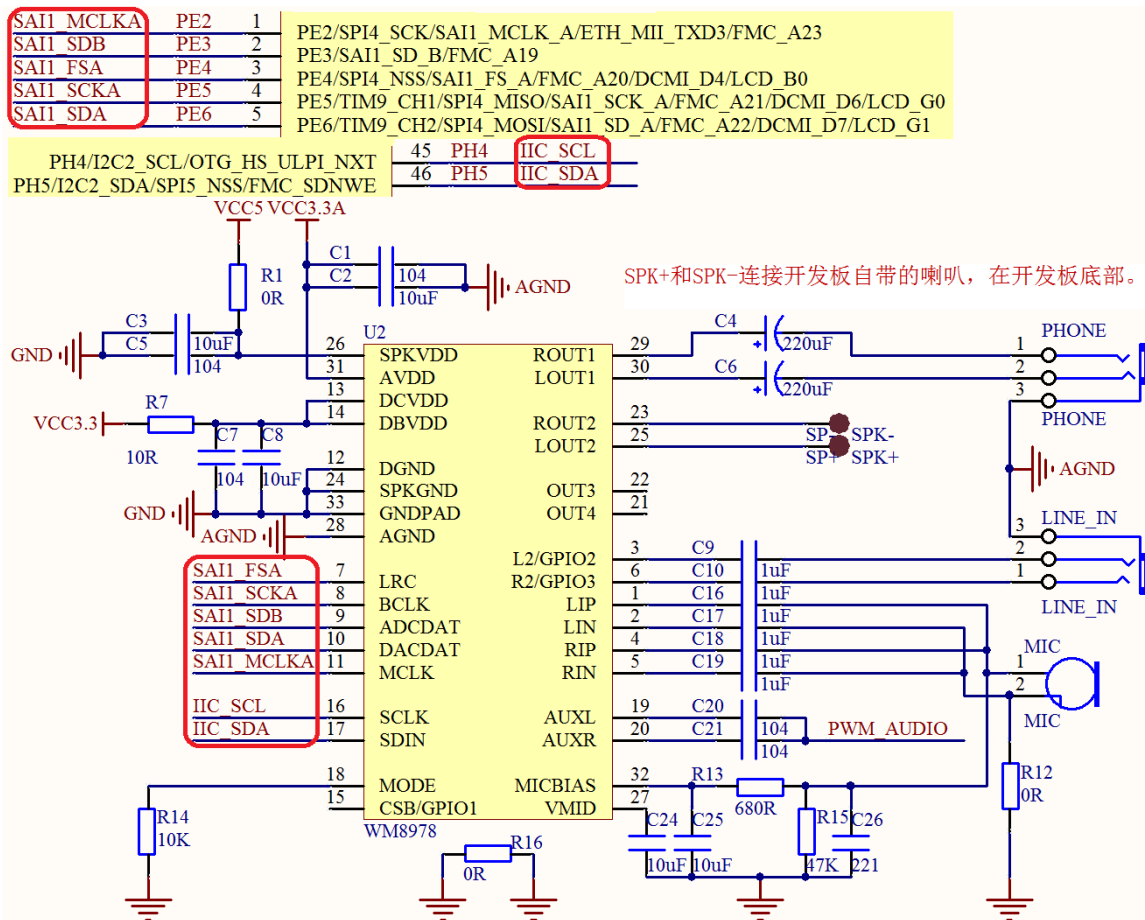 SAI1_MCLKA PE2 1 PE2/SPI4_SCK/SAI1_MCLK_A/ETH_MII_TXD3/FMC_A23
SAI1_SDB PE3 2 PE3/SAI1_SD_B/FMC_A19
SAI1_FSA PE4 3 PE4/SPI4_NSS/SAI1_FS_A/FMC_A20/DCMI_D4/LCD_B0
SAI1_SCKA PE5 4 PE5/TIM9_CH1/SPI4_MISO/SAI1_SCK_A/FMC_A21/DCMI_D6/LCD_G0
SAI1_SDA PE6 5 PE6/TIM9_CH2/SPI4_MOSI/SAI1_SD_A/FMC_A22/DCMI_D7/LCD_G1
PH4/I2C2_SCL/OTG_HS_ULPI_NXT 45 PH4 IIC_SCL
PH5/I2C2_SDA/SPI5_NSS/FMC_SDNWE 46 PH5 IIC_SDA
VCC5 VCC3.3A
C1
C2 104
10uF
AGND
R1
0R
SPK+和SPK-连接开发板自带的喇叭，在开发板底部。
C3
C5 10uF
104
GND
U2
C4
220uF
C6
220uF
PHONE
1
2
3
PHONE
26 SPKVDD ROUT1 29
31 AVDD LOUT1 30
13 DCVDD
14 DBVDD ROUT2 23
LOUT2 25
SP- SPK-
SP+ SPK+
VCC3.3
R7
10R
C7 C8
104 10uF
GND
AGND
12 DGND
24 SPKGND OUT3 22
33 GNDPAD OUT4 21
28 AGND
AGND
L2/GPIO2 3 C9
SAI1_FSA 7 LRC R2/GPIO3 6 C10 1uF
SAI1_SCKA 8 BCLK LIP 1 C16 1uF
SAI1_SDB 9 ADCDAT LIN 2 C17 1uF
SAI1_SDA 10 DACDAT RIP 4 C18 1uF
SAI1_MCLKA 11 MCLK RIN 5 C19 1uF
1uF
LINE_IN
3
2
1
LINE_IN
MIC
1
2
MIC
IIC_SCL 16 SCLK AUXL 19 C20
IIC_SDA 17 SDIN AUXR 20 C21 104
104
PWM_AUDIO
18 MODE MICBIAS 32 R13
15 CSB/GPIO1 VMID 27 680R
WM8978
R14
10K
R16
0R
C24 C25
10uF 10uF
R15 C26
47K 221
R12
0R